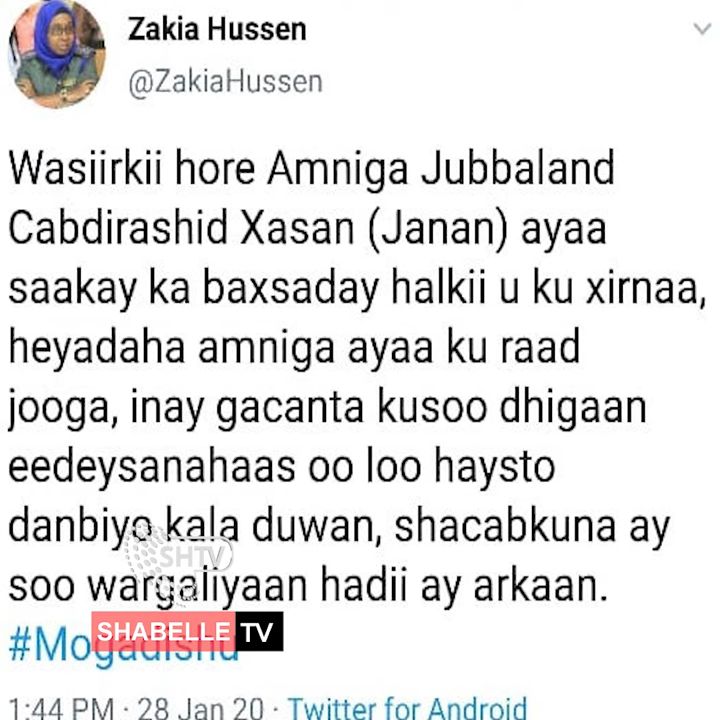 Zakia Hussen
@ZakiaHussen
Wasiirkii hore Amniga Jubbaland
Cabdirashid Xasan (Janan) ayaa
saakay ka baxsaday halkii u ku xirnaa,
heyadaha amniga ayaa ku raad
jooga, inay gacanta kusoo dhigaan
eedeysanahaas oo loo haysto
danbiyo kala duwan, shacabkuna ay
SHTV
soo wargaliyaan hadii ay arkaan.
SHABELLE TV
#Mogadishu
1:44 PM · 28 Jan 20 · Twitter for Android